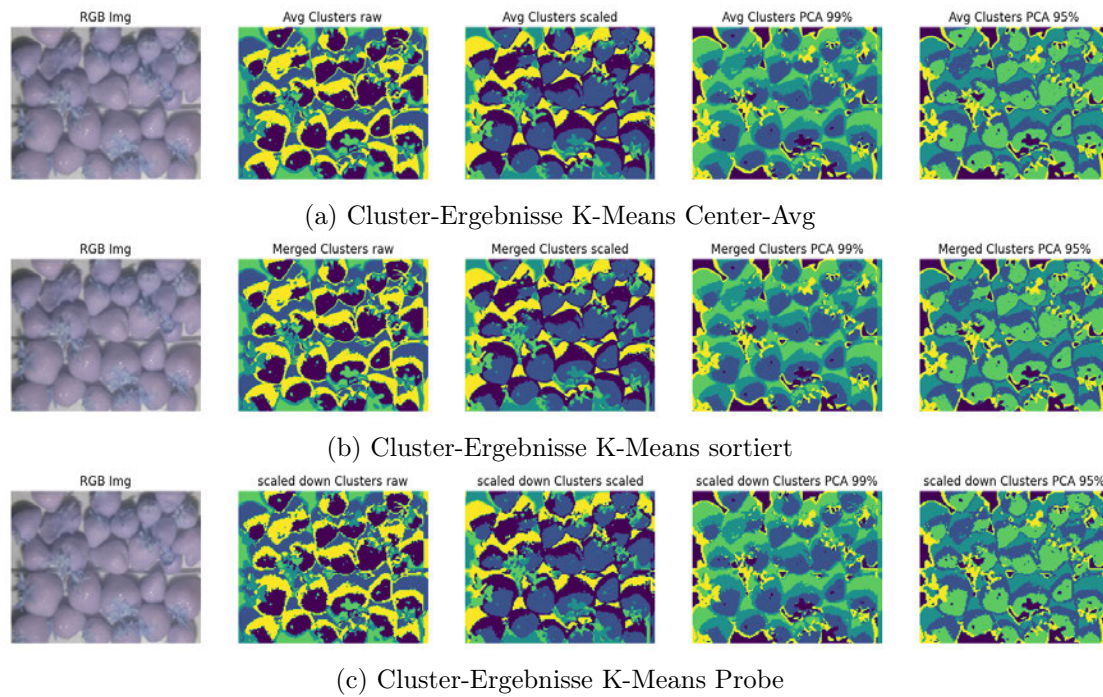 RGB Img Avg Clusters raw Avg Clusters scaled Avg Clusters PCA 99% Avg Clusters PCA 95%
(a) Cluster-Ergebnisse K-Means Center-Avg
RGB Img Merged Clusters raw Merged Clusters scaled Merged Clusters PCA 99% Merged Clusters PCA 95%
(b) Cluster-Ergebnisse K-Means sortiert
RGB Img scaled down Clusters raw scaled down Clusters scaled scaled down Clusters PCA 99% scaled down Clusters PCA 95%
(c) Cluster-Ergebnisse K-Means Probe